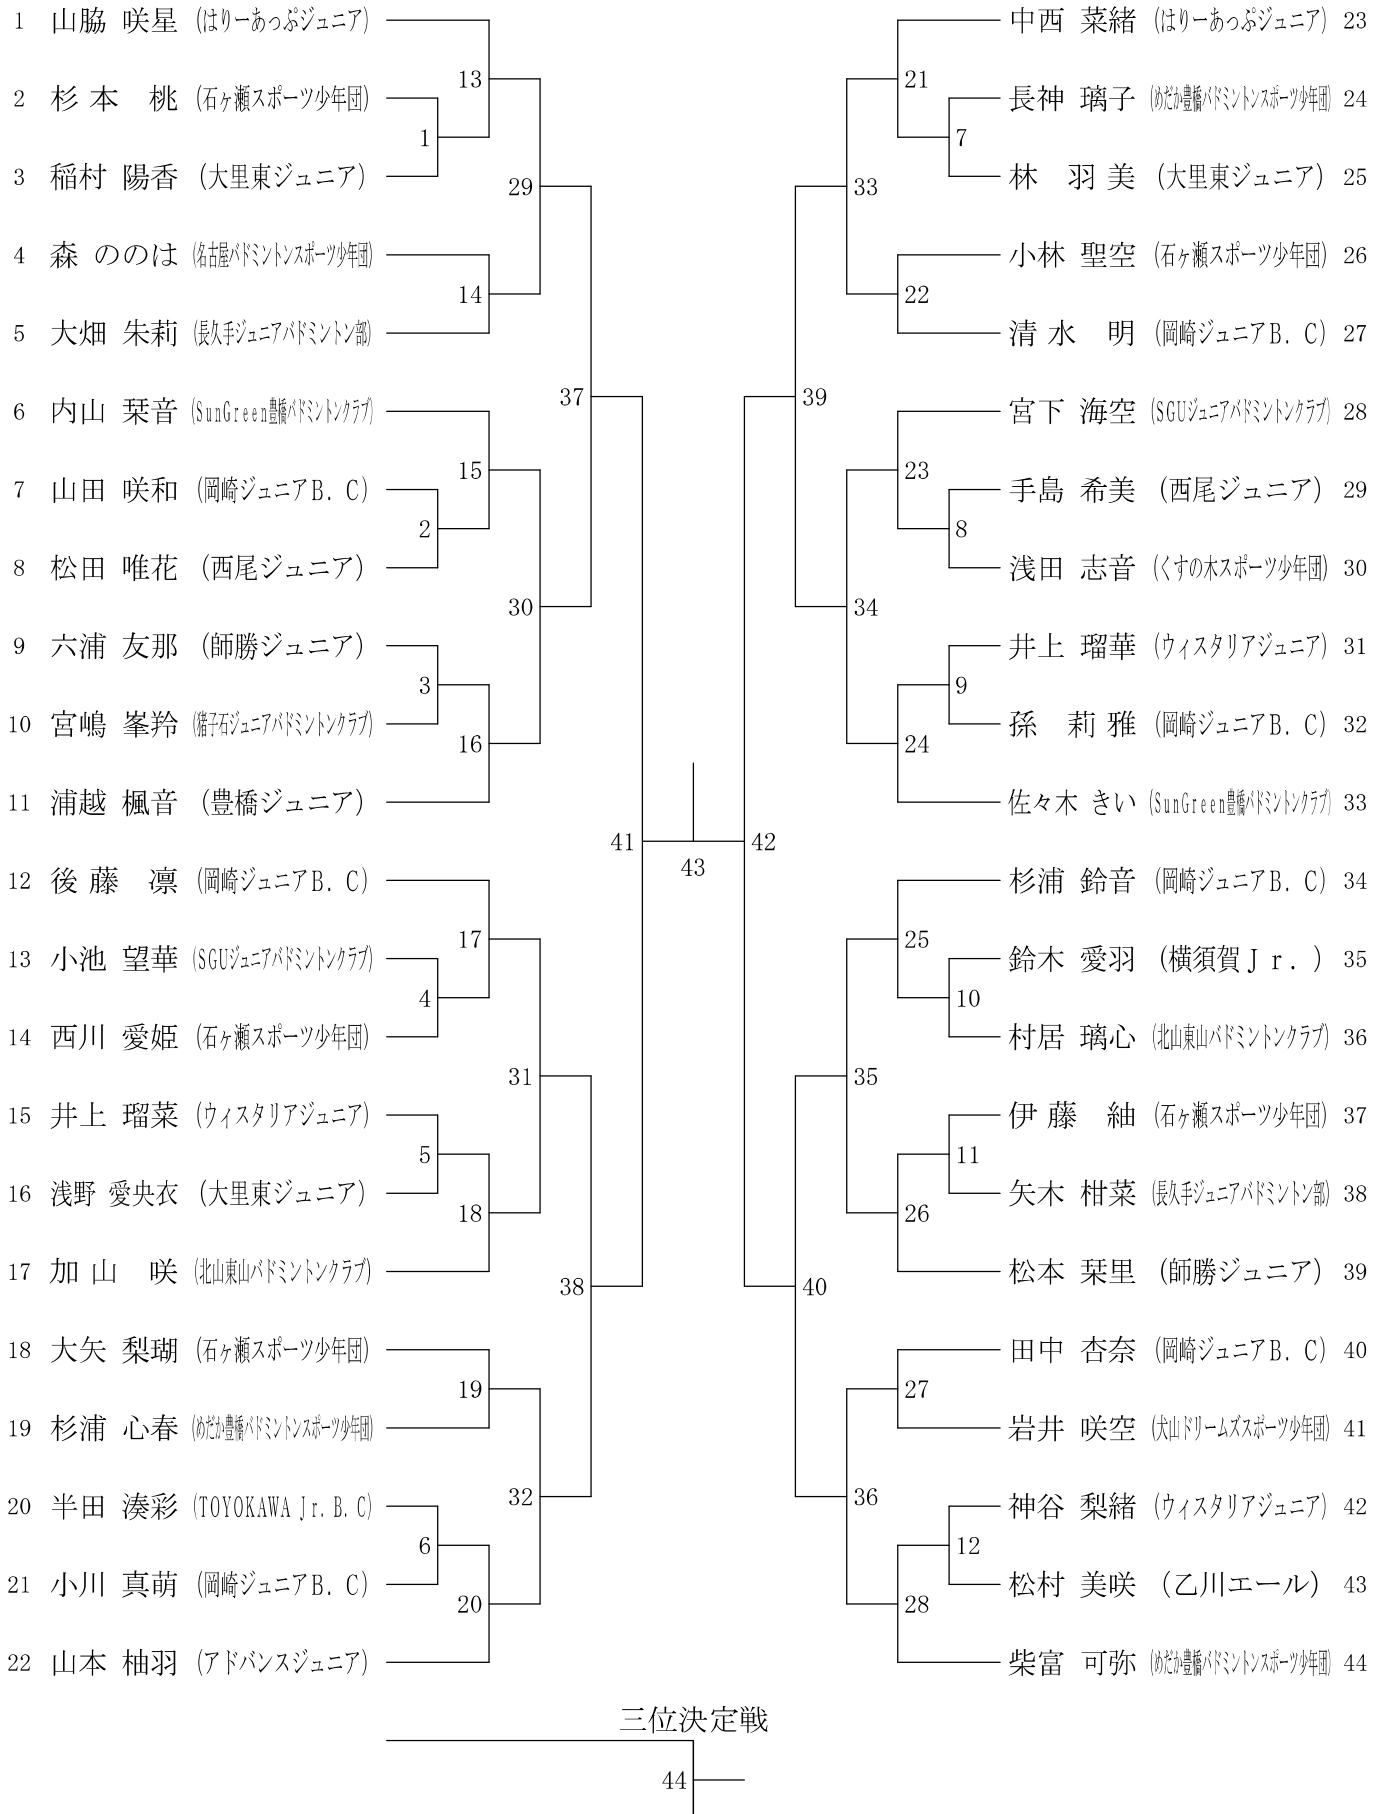 1 山脇 咲星 (はりーあっぷジュニア)
2 杉本 桃 (石ヶ瀬スポーツ少年団)
3 稲村 陽香 (大里東ジュニア)
4 森 ののは (名古屋バドミントンスポーツ少年団)
5 大畑 朱莉 (長久手ジュニアバドミントン部)
6 内山 栞音 (SunGreen豊橋バドミントンクラブ)
7 山田 咲和 (岡崎ジュニアB.C)
8 松田 唯花 (西尾ジュニア)
9 六浦 友那 (師勝ジュニア)
10 宮嶋 峯羚 (猪子石ジュニアバドミントンクラブ)
11 浦越 楓音 (豊橋ジュニア)
12 後藤 凛 (岡崎ジュニアB.C)
13 小池 望華 (SGUジュニアバドミントンクラブ)
14 西川 愛姫 (石ヶ瀬スポーツ少年団)
15 井上 瑠菜 (ウィスタリアジュニア)
16 浅野 愛央衣 (大里東ジュニア)
17 加山 咲 (北山東山バドミントンクラブ)
18 大矢 梨瑚 (石ヶ瀬スポーツ少年団)
19 杉浦 心春 (めだか豊橋バドミントンスポーツ少年団)
20 半田 湊彩 (TOYOKAWA Jr.B.C)
21 小川 真萌 (岡崎ジュニアB.C)
22 山本 柚羽 (アドバンスジュニア)
1
2
3
4
5
6
13
14
15
16
17
18
19
20
29
30
31
32
37
38
41
43
42
39
40
33
34
35
36
21
22
23
24
25
26
27
28
7
8
9
10
11
12
中西 菜緒 (はりーあっぷジュニア) 23
長神 璃子 (めだか豊橋バドミントンスポーツ少年団) 24
林 羽美 (大里東ジュニア) 25
小林 聖空 (石ヶ瀬スポーツ少年団) 26
清水 明 (岡崎ジュニアB.C) 27
宮下 海空 (SGUジュニアバドミントンクラブ) 28
手島 希美 (西尾ジュニア) 29
浅田 志音 (くすの木スポーツ少年団) 30
井上 瑠華 (ウィスタリアジュニア) 31
孫 莉雅 (岡崎ジュニアB.C) 32
佐々木 きい (SunGreen豊橋バドミントンクラブ) 33
杉浦 鈴音 (岡崎ジュニアB.C) 34
鈴木 愛羽 (横須賀Jr.) 35
村居 璃心 (北山東山バドミントンクラブ) 36
伊藤 紬 (石ヶ瀬スポーツ少年団) 37
矢木 柑菜 (長久手ジュニアバドミントン部) 38
松本 栞里 (師勝ジュニア) 39
田中 杏奈 (岡崎ジュニアB.C) 40
岩井 咲空 (犬山ドリームズスポーツ少年団) 41
神谷 梨緒 (ウィスタリアジュニア) 42
松村 美咲 (乙川エール) 43
柴富 可弥 (めだか豊橋バドミントンスポーツ少年団) 44
三位決定戦
44